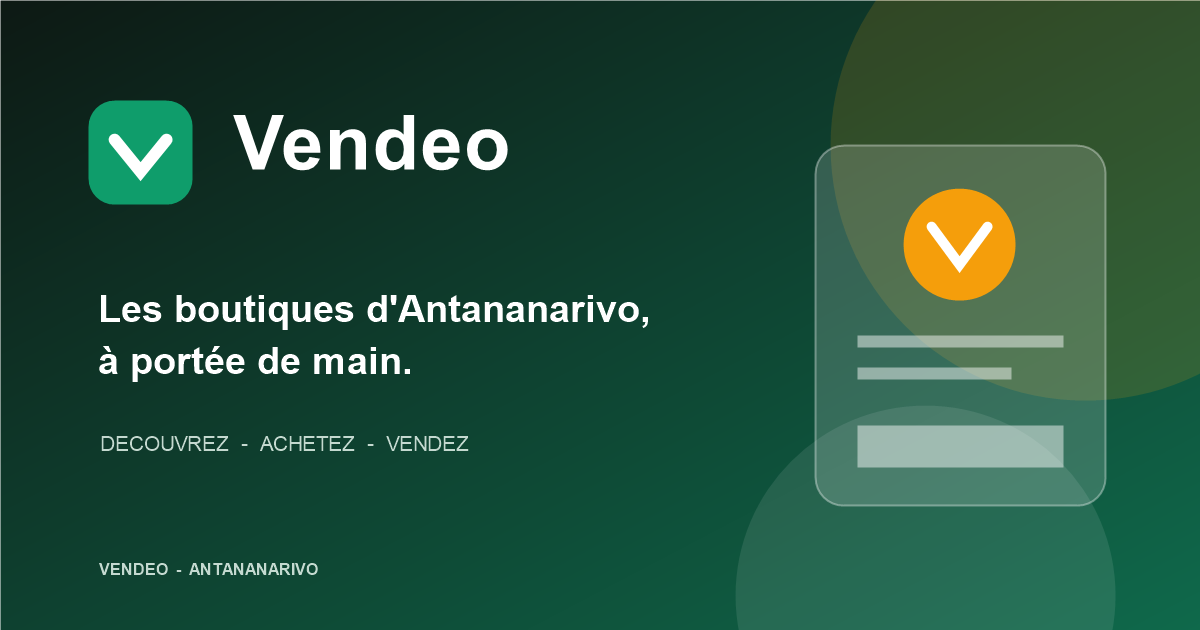 Vendeo
Les boutiques d'Antananarivo,
à portée de main.
DECOUVREZ - ACHETEZ - VENDEZ
VENDEO - ANTANANARIVO